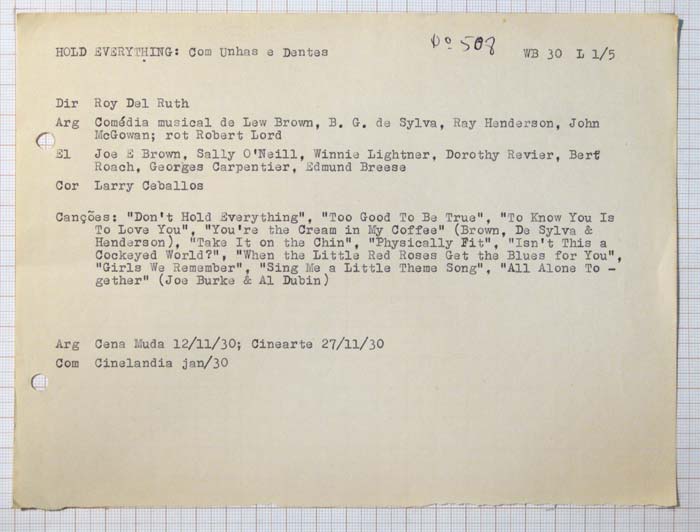 Dº 508
HOLD EVERYTHING: Com Unhas e Dentes WB 30 L 1/5
Dir Roy Del Ruth
Arg Comédia musical de Lew Brown, B. G. de Sylva, Ray Henderson, John
McGowan; rot Robert Lord
El Joe E Brown, Sally O'Neill, Winnie Lightner, Dorothy Revier, Bert
Roach, Georges Carpentier, Edmund Breese
Cor Larry Ceballos
Canções: "Don't Hold Everything", "Too Good To Be True", "To Know You Is
To Love You", "You're the Cream in My Coffee" (Brown, De Sylva &
Henderson), "Take It on the Chin", "Physically Fit", "Isn't This a
Cockeyed World?", "When the Little Red Roses Get the Blues for You",
"Girls We Remember", "Sing Me a Little Theme Song", "All Alone To -
gether" (Joe Burke & Al Dubin)
Arg Cena Muda 12/11/30; Cinearte 27/11/30
Com Cinelandia jan/30